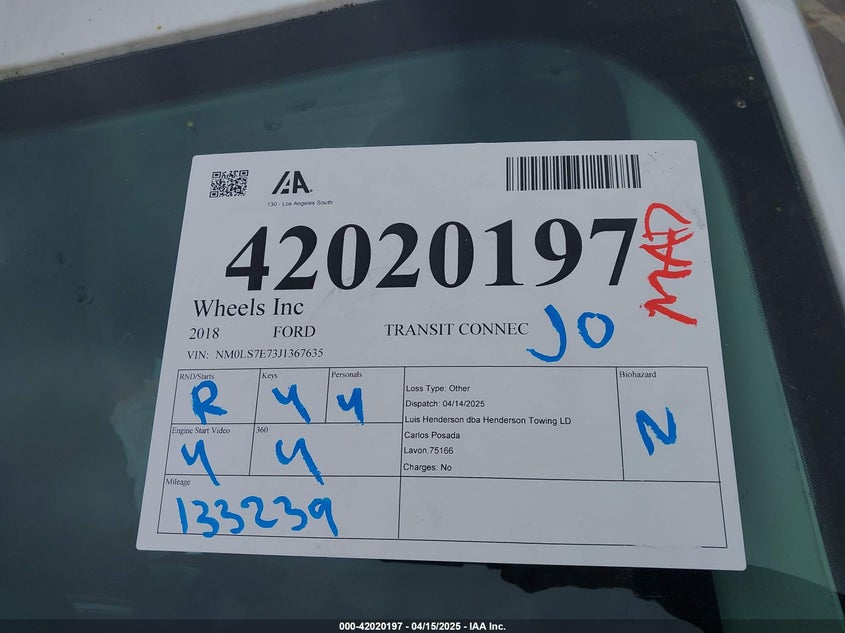 IAA.
130 - Los Angeles South
42020197
MAD
Wheels Inc
2018 FORD TRANSIT CONNEC
JO
VIN: NM0LS7E73J1367635
RND/Starts Keys Personals
R Y Y
Loss Type: Other
Dispatch: 04/14/2025
Luis Henderson dba Henderson Towing LD
Carlos Posada
Lavon,75166
Charges: No
Biohazard
N
Engine Start Video 360
Y Y
Mileage
133239
000-42020197 - 04/15/2025 - IAA Inc.